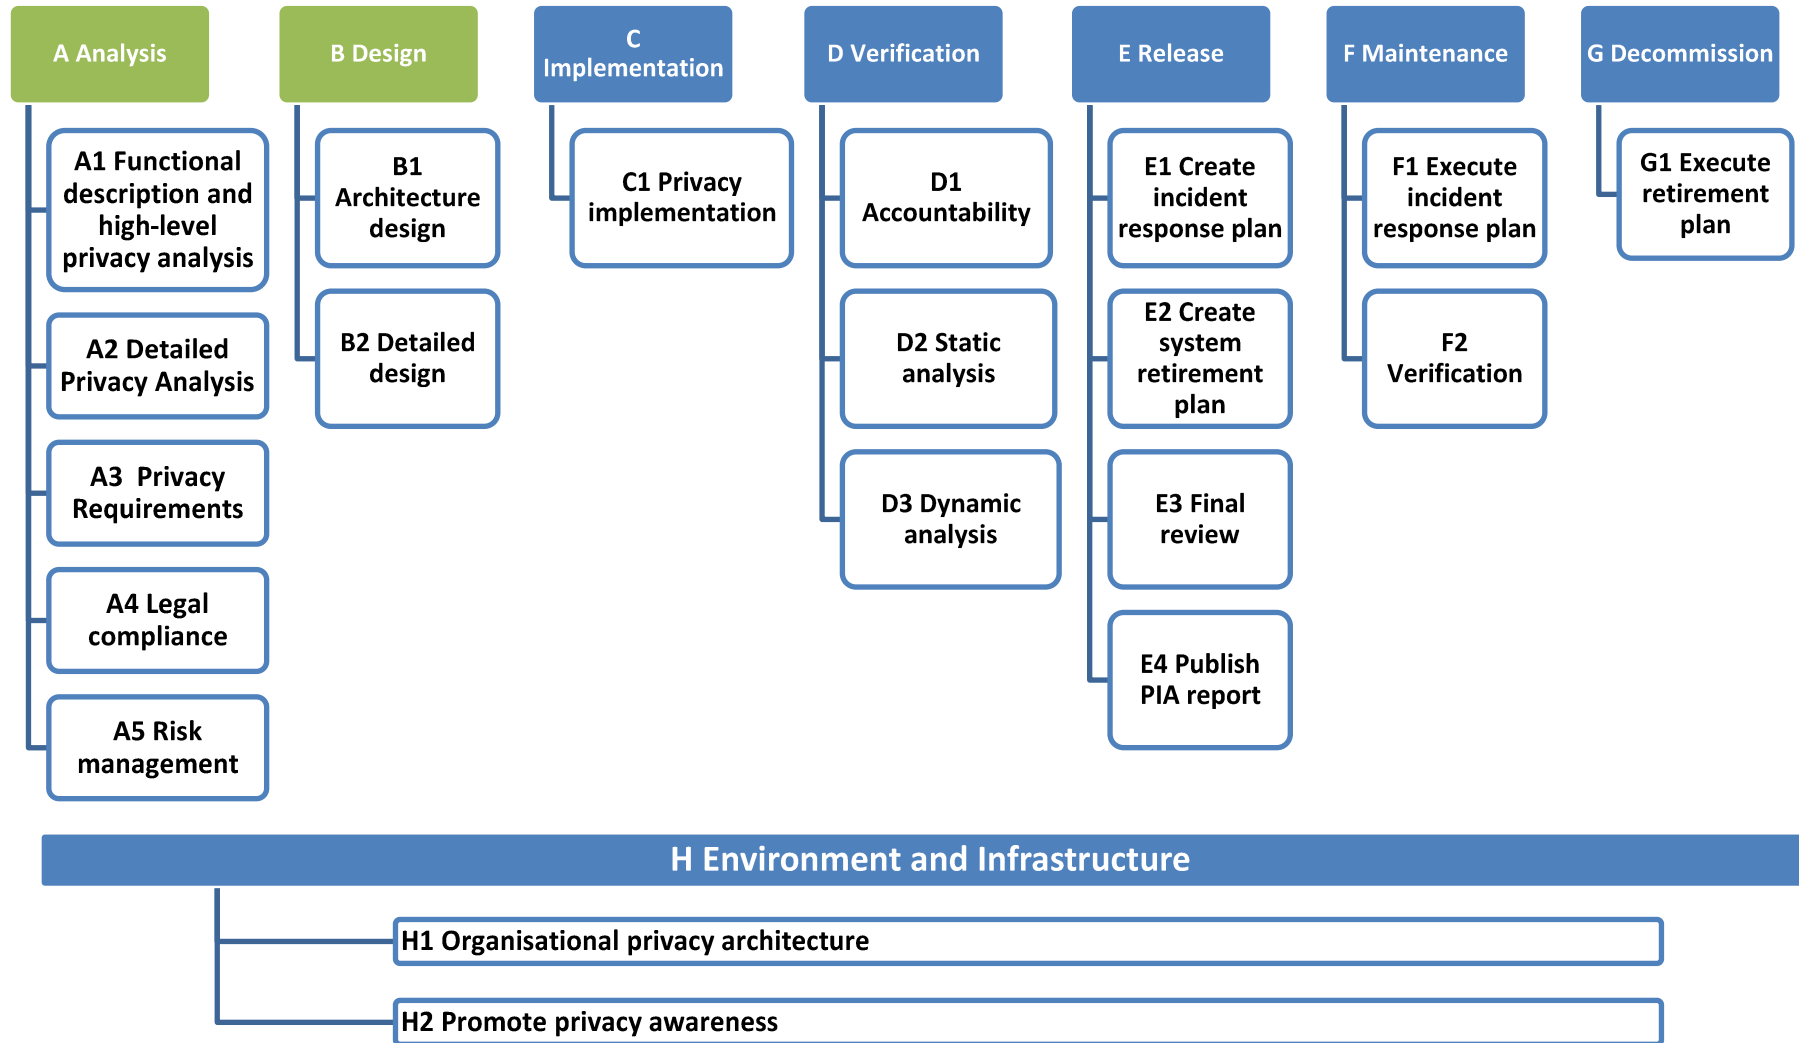 A Analysis
A1 Functional
description and
high-level
privacy analysis
A2 Detailed
Privacy Analysis
A3  Privacy
Requirements
A4 Legal
compliance
A5 Risk
management
B Design
B1
Architecture
design
B2 Detailed
design
C
Implementation
C1 Privacy
implementation
D Verification
D1
Accountability
D2 Static
analysis
D3 Dynamic
analysis
E Release
E1 Create
incident
response plan
E2 Create
system
retirement
plan
E3 Final
review
E4 Publish
PIA report
F Maintenance
F1 Execute
incident
response plan
F2
Verification
G Decommission
G1 Execute
retirement
plan
H Environment and Infrastructure
H1 Organisational privacy architecture
H2 Promote privacy awareness